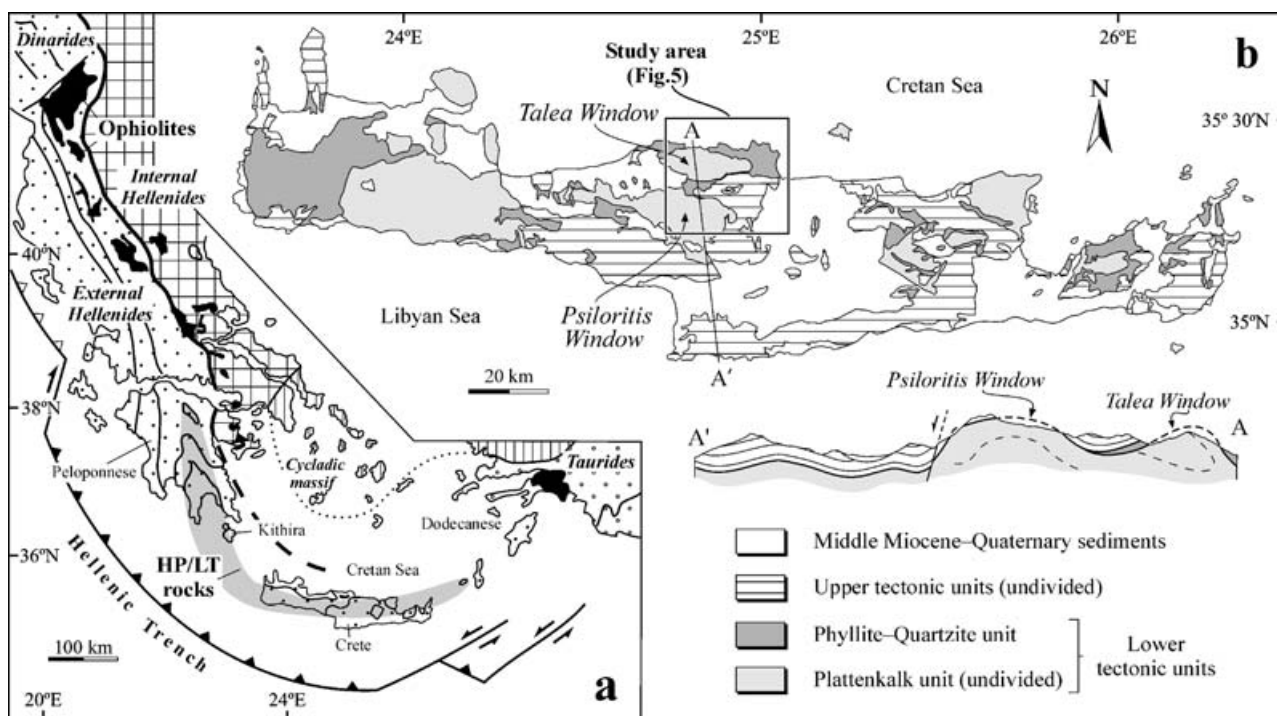 Dinarides
Ophiolites
Internal
Hellenides
40°N
External
Hellenides
38°N
Peloponnese
Cycladic
massif
Taurides
Dodecanese
Kithira
36°N
HP/LT
rocks
Cretan Sea
Crete
Hellenic Trench
100 km
20°E
24°E
a
24°E
25°E
26°E
b
Study area
(Fig.5)
Cretan Sea
Talea Window
A
N
35° 30'N
Libyan Sea
Psiloritis
Window
35°N
20 km
A'
Psiloritis Window
Talea Window
A'
A
Middle Miocene–Quaternary sediments
Upper tectonic units (undivided)
Phyllite–Quartzite unit
Plattenkalk unit (undivided)
Lower
tectonic units